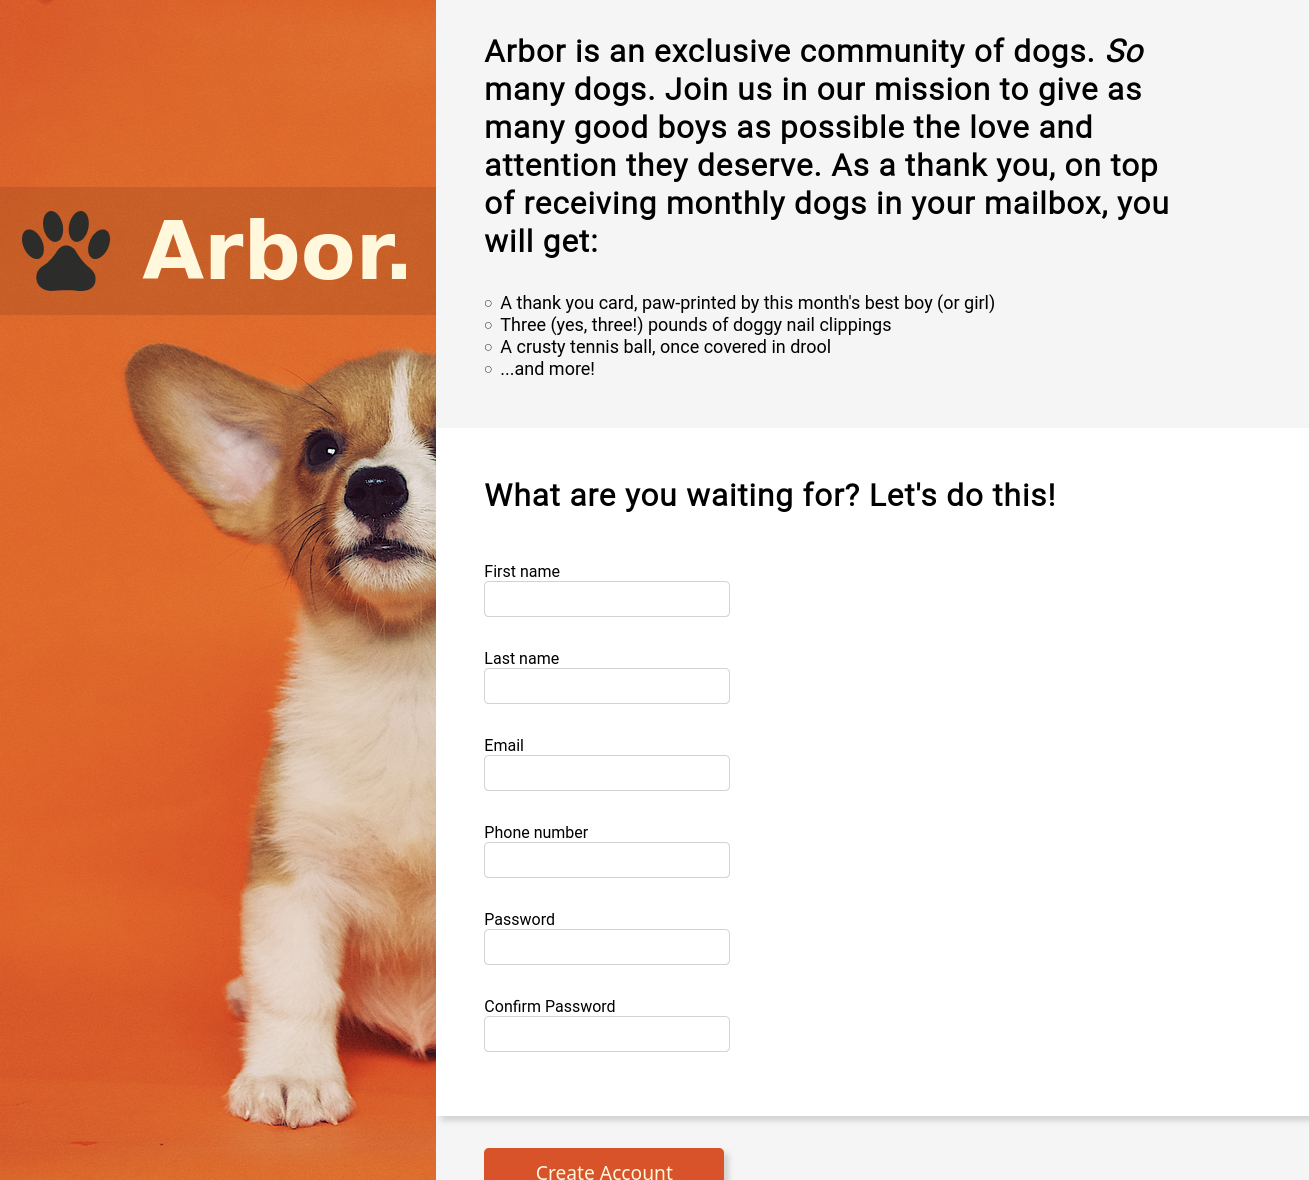 Arbor.
Arbor is an exclusive community of dogs. So
many dogs. Join us in our mission to give as
many good boys as possible the love and
attention they deserve. As a thank you, on top
of receiving monthly dogs in your mailbox, you
will get:
A thank you card, paw-printed by this month's best boy (or girl)
Three (yes, three!) pounds of doggy nail clippings
A crusty tennis ball, once covered in drool
...and more!
What are you waiting for? Let's do this!
First name
Last name
Email
Phone number
Password
Confirm Password
Create Account